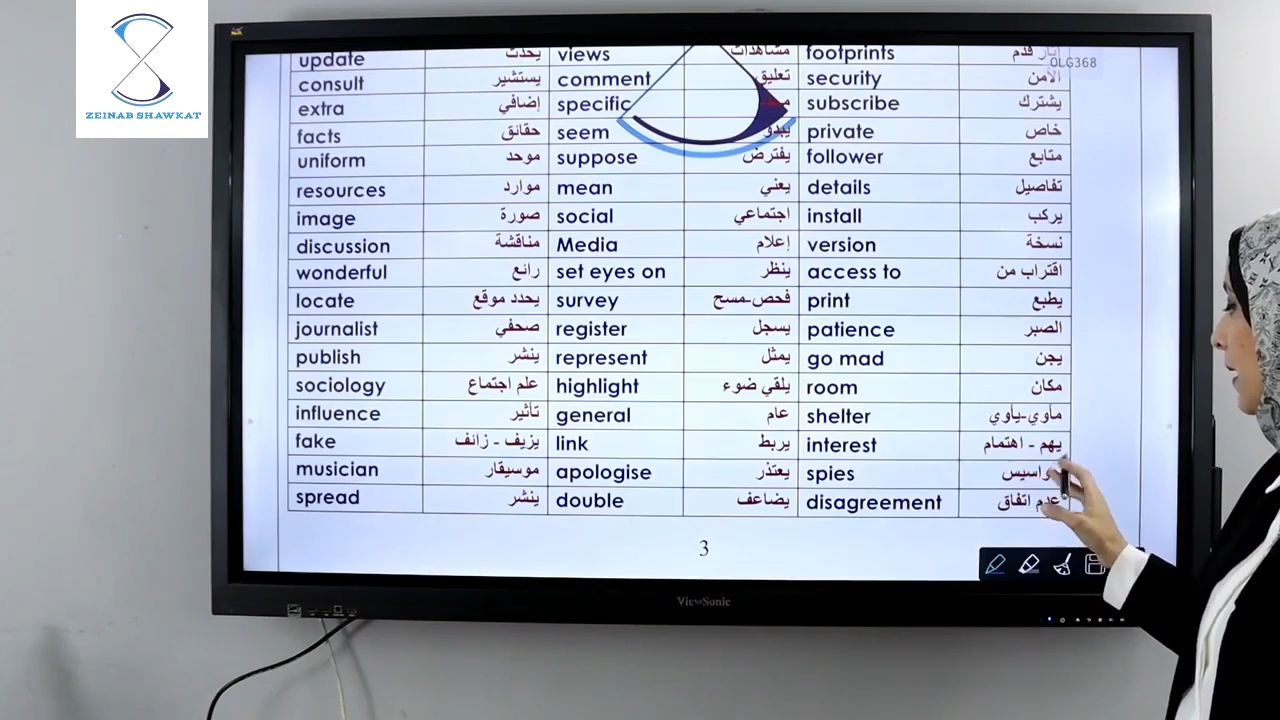 ZEINAB SHAWKAT
update يحدث views مشاهدات footprints آثار قدم
OLG368
consult يستشير comment تعليق security الأمن
extra إضافي specific subscribe يشترك
facts حقائق seem يبدو private خاص
uniform موحد suppose يفترض follower متابع
resources موارد mean يعني details تفاصيل
image صورة social اجتماعي install يركب
discussion مناقشة Media إعلام version نسخة
wonderful رائع set eyes on ينظر access to اقتراب من
locate يحدد موقع survey فحص-مسح print يطبع
journalist صحفي register يسجل patience الصبر
publish ينشر represent يمثل go mad يجن
sociology علم اجتماع highlight يلقي ضوء room مكان
influence تأثير general عام shelter مأوي-يأوي
fake يزيف - زائف link يربط interest يهم - اهتمام
musician موسيقار apologise يعتذر spies
spread ينشر double يضاعف disagreement عدم اتفاق
3
ViewSonic